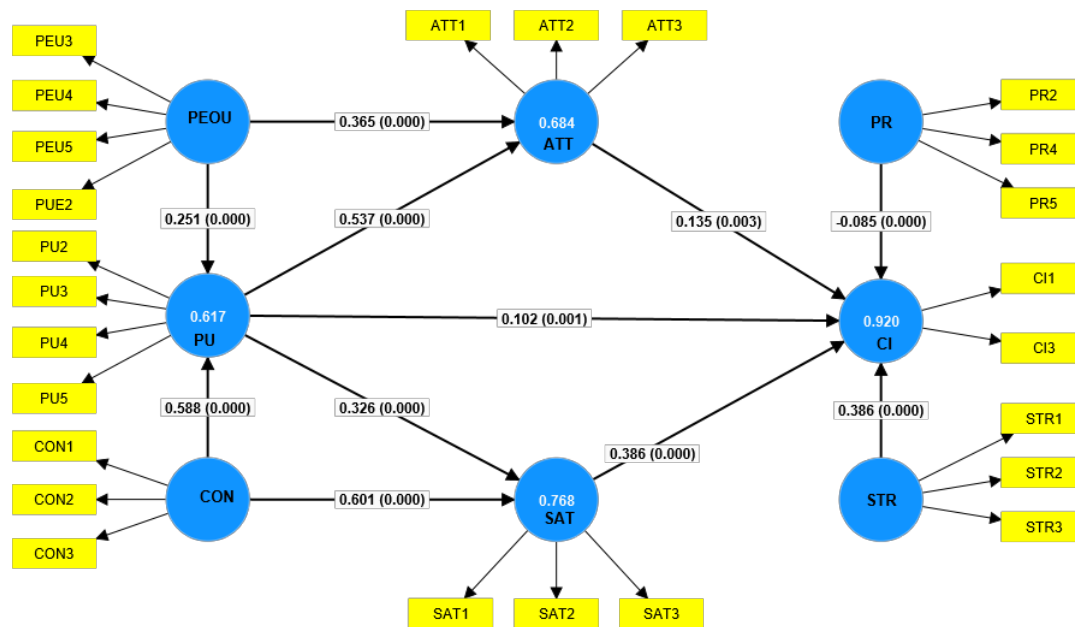 ATT1
ATT2
ATT3
PEU3
PEU4
PEU5
PUE2
PEOU
0.365 (0.000)
0.684
ATT
PR
PR2
PR4
PR5
0.251 (0.000)
0.537 (0.000)
0.135 (0.003)
-0.085 (0.000)
PU2
PU3
PU4
PU5
0.617
PU
0.102 (0.001)
0.920
CI
CI1
CI3
0.588 (0.000)
0.326 (0.000)
0.386 (0.000)
0.386 (0.000)
CON1
CON2
CON3
CON
0.601 (0.000)
0.768
SAT
STR
STR1
STR2
STR3
SAT1
SAT2
SAT3